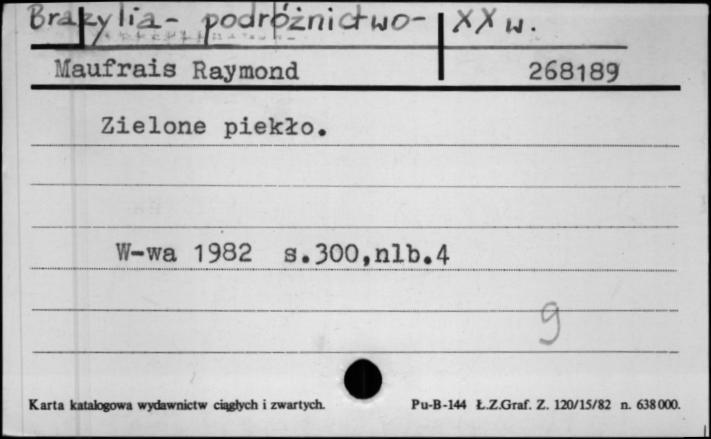 Brazylia - podróżnictwo - XX w.
Maufrais Raymond 268189
Zielone piekło.
W-wa 1982 s.300,nlb.4
9
Karta katalogowa wydawnictw ciągłych i zwartych. Pu-B-144 Ł.Z.Graf. Z. 120/15/82 n. 638000.